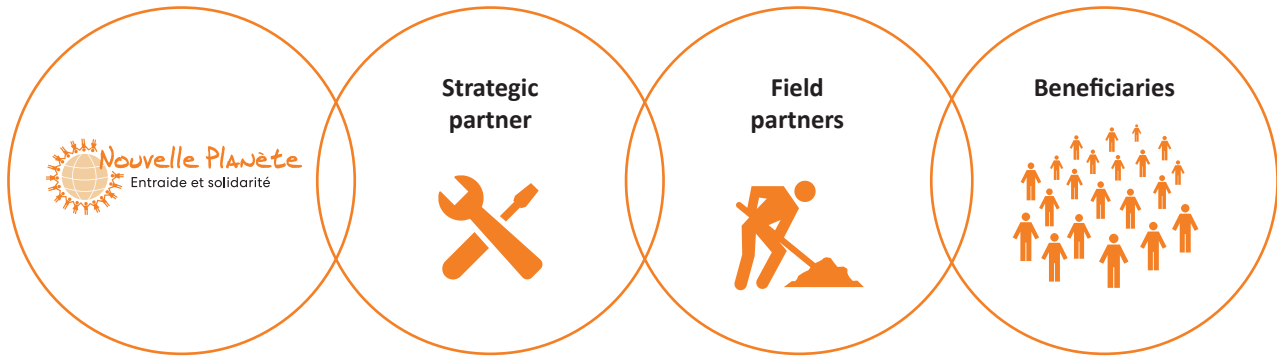 Nouvelle Planète
Entraide et solidarité
Strategic
partner
Field
partners
Beneficiaries